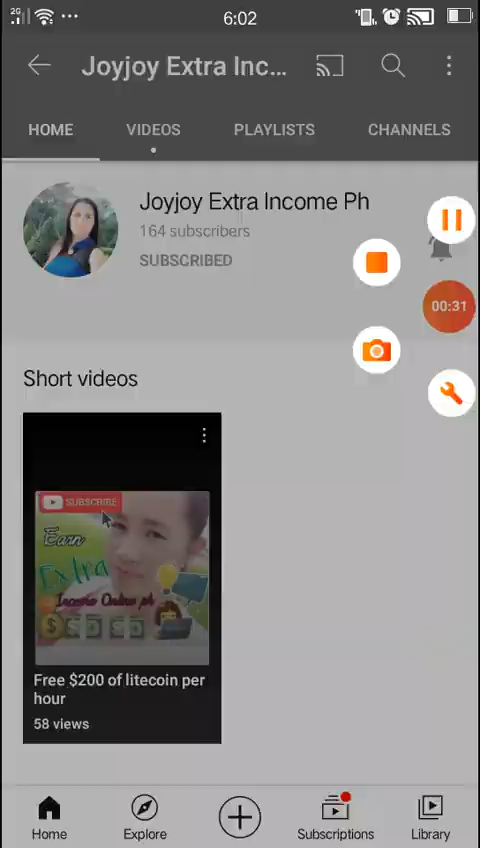 2G
6:02
Joyjoy Extra Inc...
HOME VIDEOS PLAYLISTS CHANNELS
Joyjoy Extra Income Ph
164 subscribers
SUBSCRIBED
00:31
Short videos
SUBSCRIBE
Earn
Extra
Income Online ph
Free $200 of litecoin per
hour
58 views
Home Explore Subscriptions Library